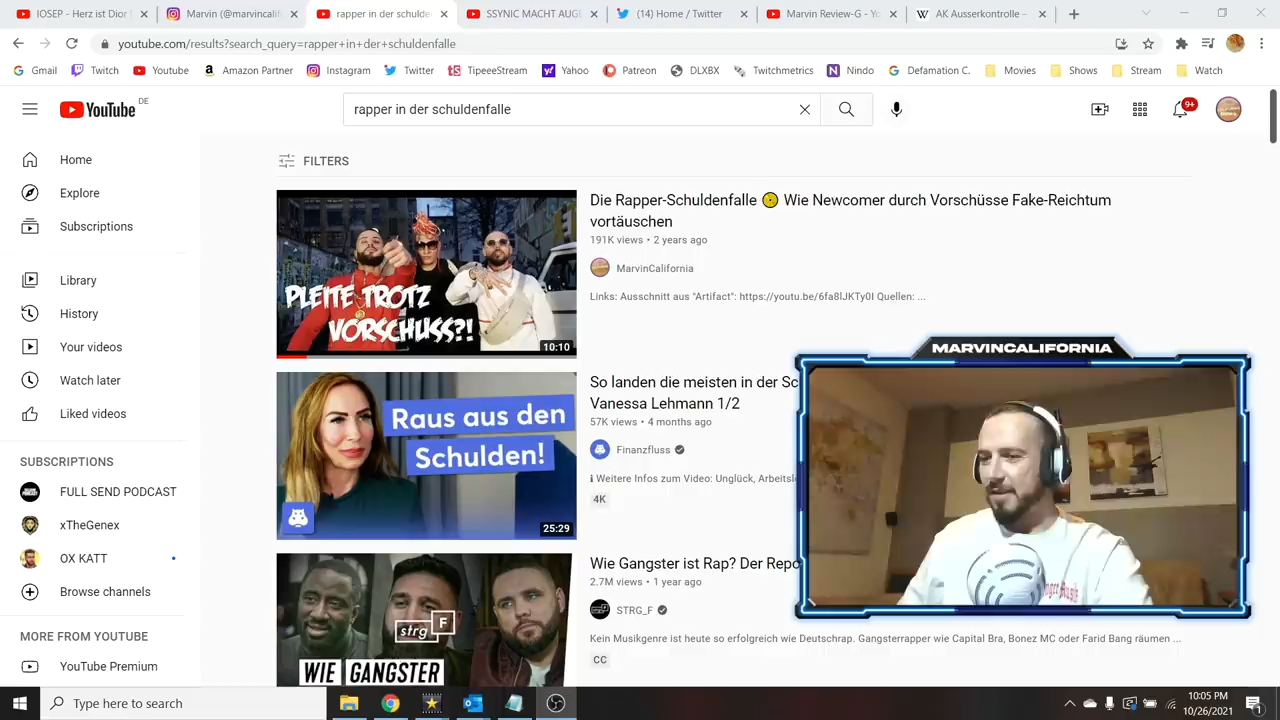 IOSEP - Herz ist Dior
Marvin (@marvincalif
rapper in der schulde
SSYNIC MACHT AUG
(14) Home / Twitter
Marvin Review-G - Yo
AK Ausserkontrolle –
youtube.com/results?search_query=rapper+in+der+schuldenfalle
Gmail
Twitch
Youtube
Amazon Partner
Instagram
Twitter
TipeeeStream
Yahoo
Patreon
DLXBX
Twitchmetrics
Nindo
Defamation C.
Movies
Shows
Stream
Watch
YouTube DE
rapper in der schuldenfalle
9+
Home
Explore
Subscriptions
Library
History
Your videos
Watch later
Liked videos
SUBSCRIPTIONS
FULL SEND PODCAST
xTheGenex
OX KATT
Browse channels
MORE FROM YOUTUBE
YouTube Premium
FILTERS
PLEITE TROTZ
VORSCHUSS?!
10:10
Die Rapper-Schuldenfalle 🤑 Wie Newcomer durch Vorschüsse Fake-Reichtum
vortäuschen
191K views • 2 years ago
MarvinCalifornia
Links: Ausschnitt aus "Artifact": https://youtu.be/6fa8lJKTy0I Quellen: ...
Raus aus den
Schulden!
25:29
So landen die meisten in der Sc
Vanessa Lehmann 1/2
57K views • 4 months ago
Finanzfluss
Weitere Infos zum Video: Unglück, Arbeitslo
4K
strg F
WIE GANGSTER
Wie Gangster ist Rap? Der Repo
2.7M views • 1 year ago
STRG_F
Kein Musikgenre ist heute so erfolgreich wie Deutschrap. Gangsterrapper wie Capital Bra, Bonez MC oder Farid Bang räumen ...
CC
MARVINCALIFORNIA
Type here to search
10:05 PM
10/26/2021